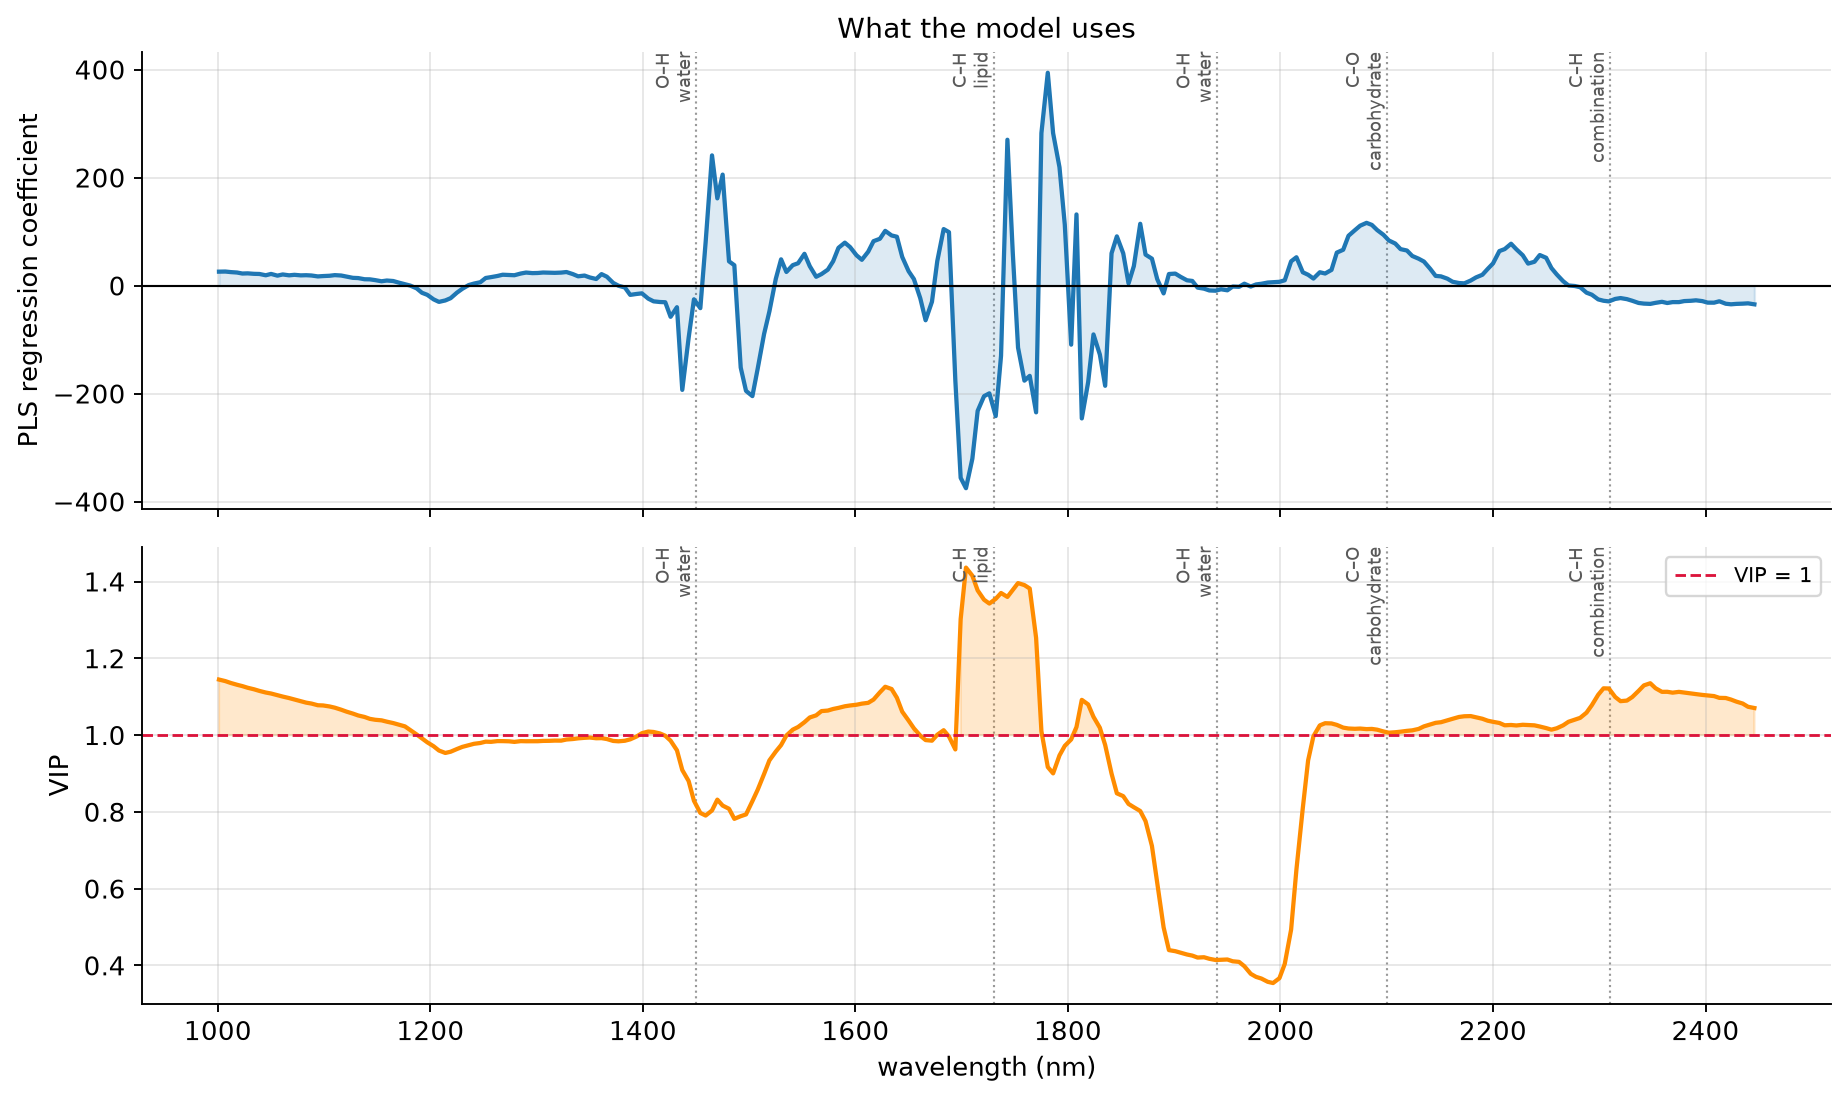 What the model uses
PLS regression coefficient
400
200
0
−200
−400
O–H
water
C–H
lipid
O–H
water
C–O
carbohydrate
C–H
combination
VIP
1.4
1.2
1.0
0.8
0.6
0.4
O–H
water
C–H
lipid
O–H
water
C–O
carbohydrate
C–H
combination
VIP = 1
1000
1200
1400
1600
1800
2000
2200
2400
wavelength (nm)